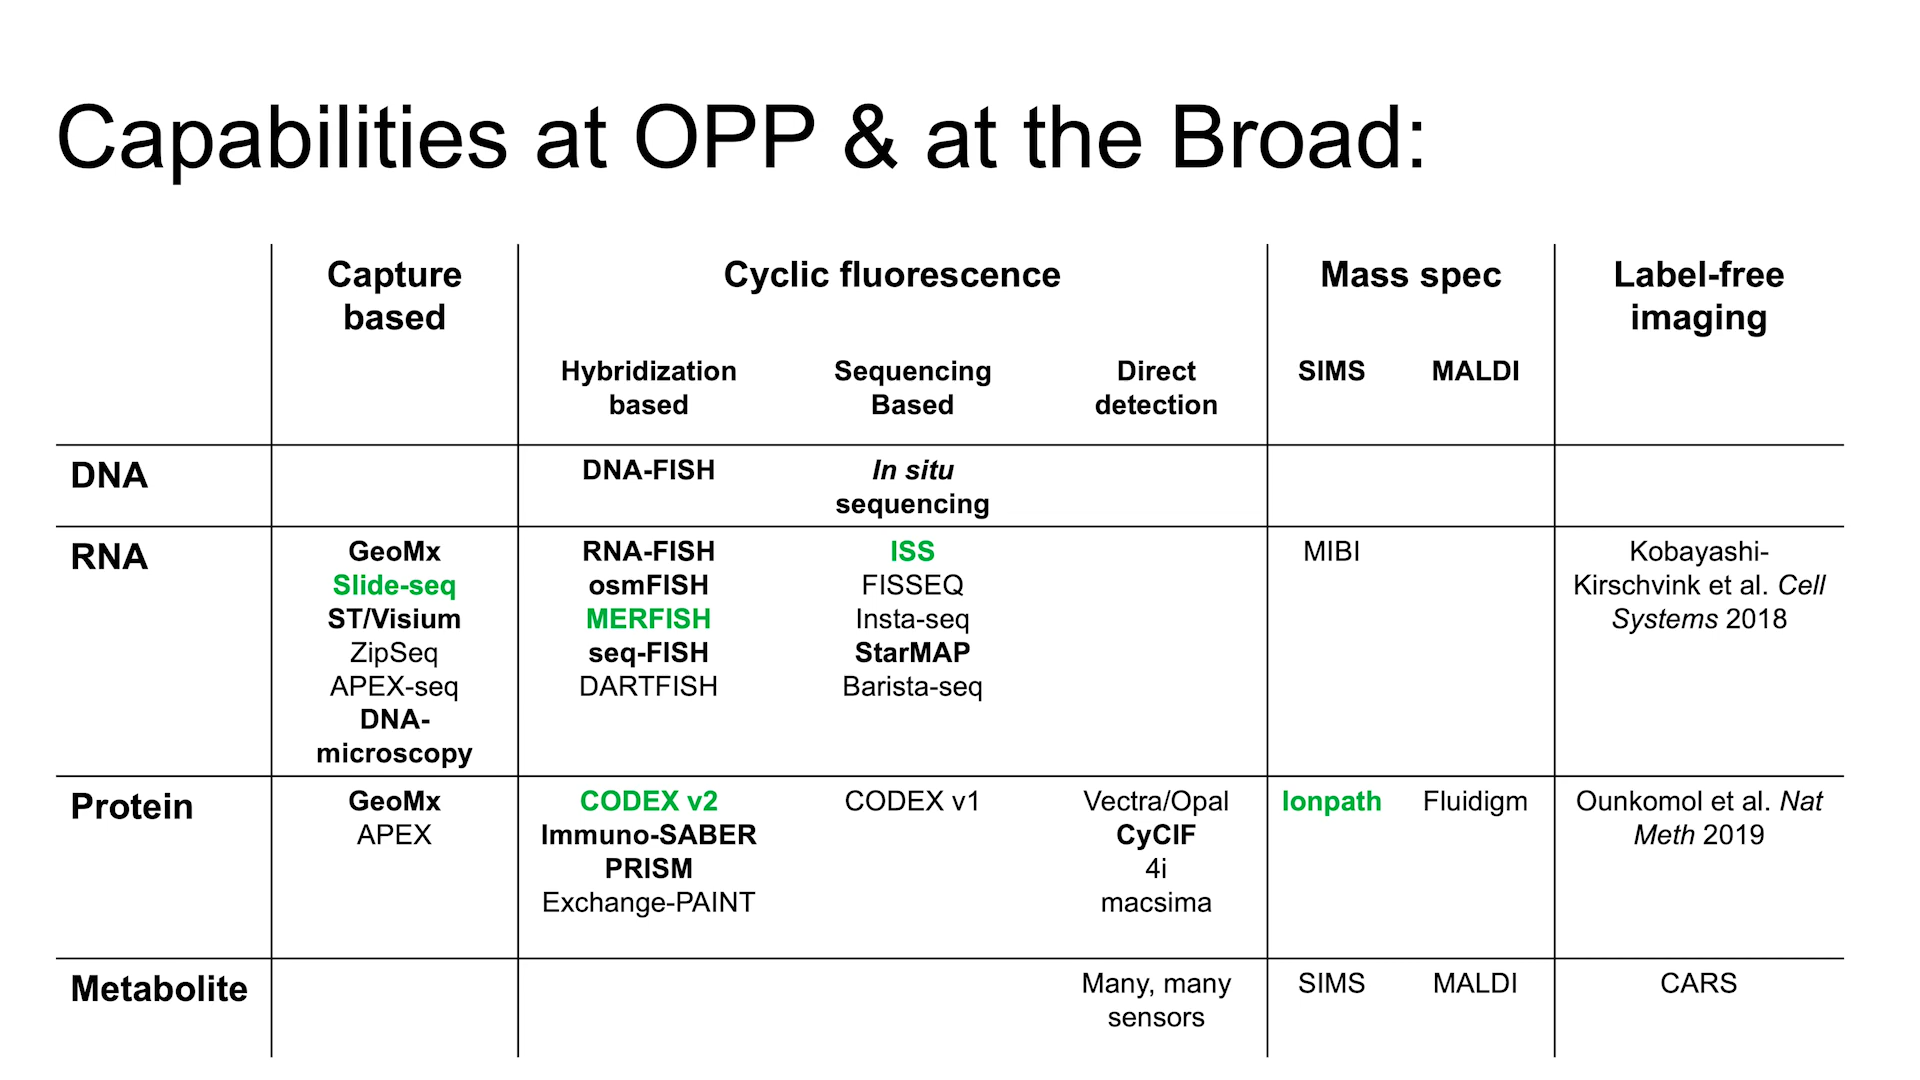 Capabilities at OPP & at the Broad:
Capture
based
Cyclic fluorescence
Mass spec
Label-free
imaging
Hybridization
based
Sequencing
Based
Direct
detection
SIMS
MALDI
DNA
DNA-FISH
In situ
sequencing
RNA
GeoMx
Slide-seq
ST/Visium
ZipSeq
APEX-seq
DNA-
microscopy
RNA-FISH
osmFISH
MERFISH
seq-FISH
DARTFISH
ISS
FISSEQ
Insta-seq
StarMAP
Barista-seq
MIBI
Kobayashi-
Kirschvink et al. Cell
Systems 2018
Protein
GeoMx
APEX
CODEX v2
Immuno-SABER
PRISM
Exchange-PAINT
CODEX v1
Vectra/Opal
CyCIF
4i
macsima
Ionpath
Fluidigm
Ounkomol et al. Nat
Meth 2019
Metabolite
Many, many
sensors
SIMS
MALDI
CARS